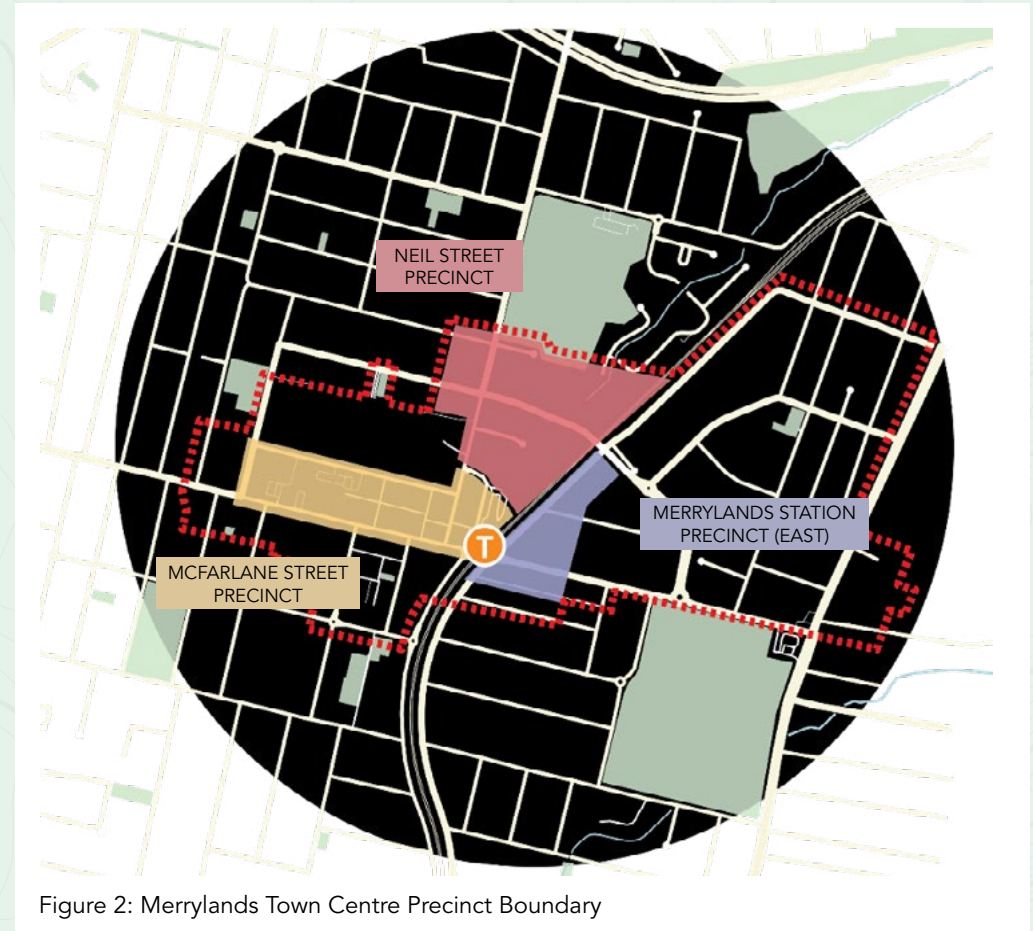 NEIL STREET
PRECINCT
MERRYLANDS STATION
PRECINCT (EAST)
T
MCFARLANE STREET
PRECINCT
Figure 2: Merrylands Town Centre Precinct Boundary